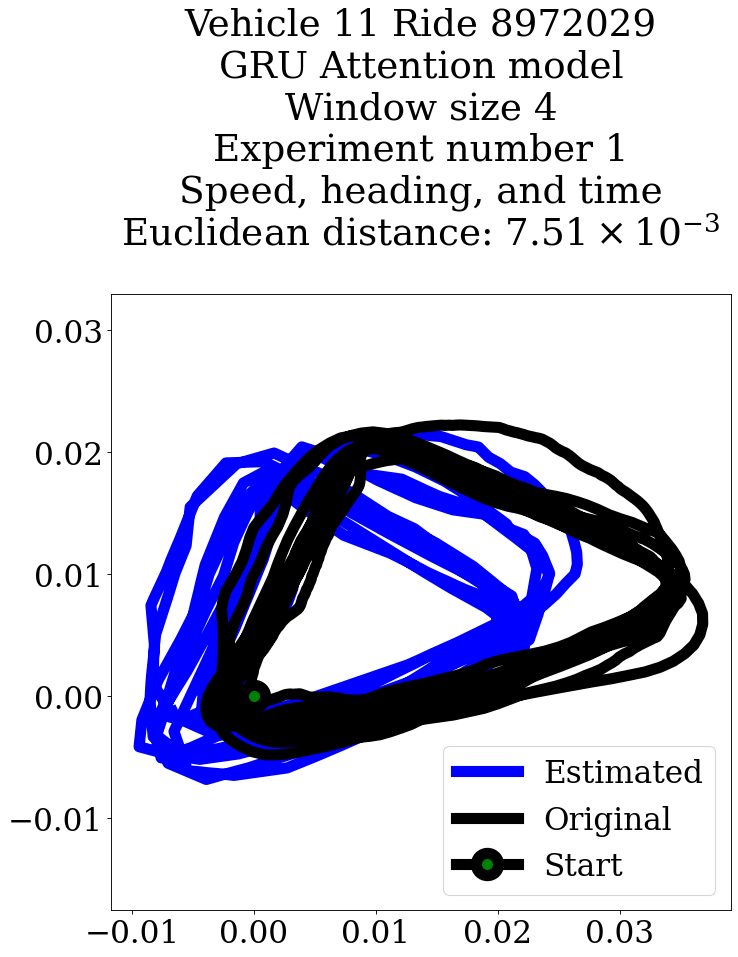 Vehicle 11 Ride 8972029
GRU Attention model
Window size 4
Experiment number 1
Speed, heading, and time
Euclidean distance: 7.51 × 10⁻³
0.03
0.02
0.01
0.00
−0.01
Estimated
Original
Start
−0.01 0.00 0.01 0.02 0.03